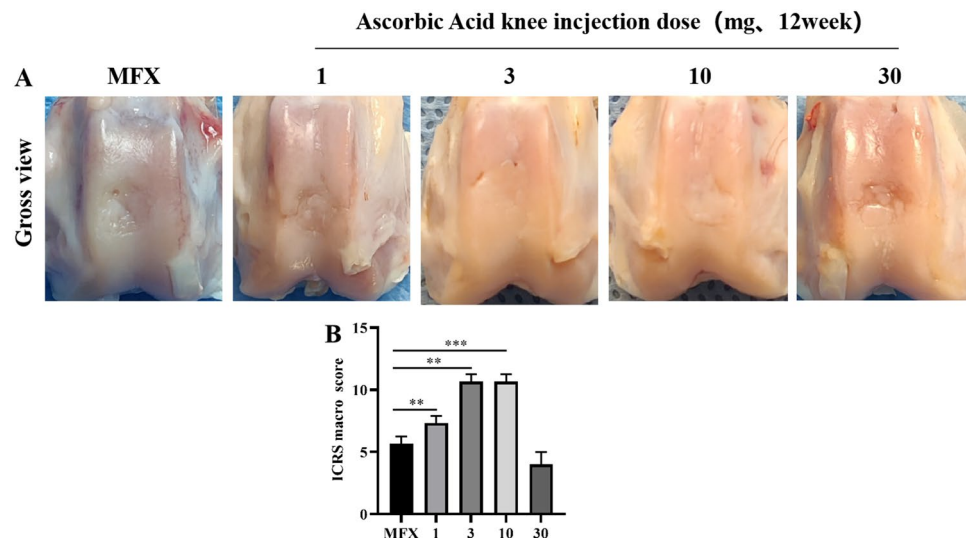 Ascorbic Acid knee incjection dose（mg、12week）
A
MFX
1
3
10
30
Gross view
B
ICRS macro score
15
10
5
0
***
**
**
MFX
1
3
10
30